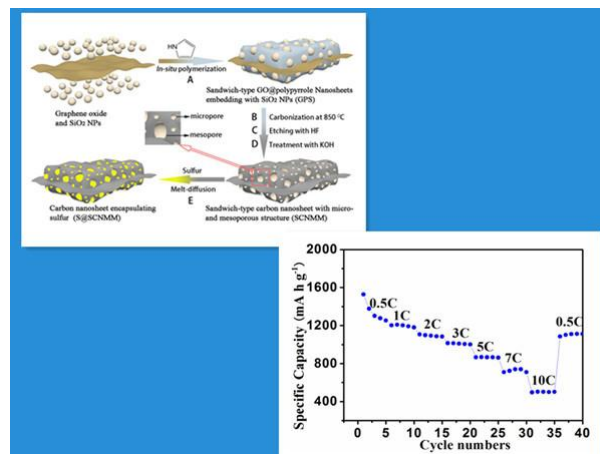 HN
In-situ polymerization
A
Graphene oxide
and SiO2 NPs
Sandwich-type GO@polypyrrole Nanosheets
embedding with SiO2 NPs (GPS)
micropore
mesopore
B Carbonization at 850 °C
C Etching with HF
D Treatment with KOH
Sulfur
Melt-diffusion
E
Carbon nanosheet encapsulating
sulfur (S@SCNMM)
Sandwich-type carbon nanosheet with micro-
and mesoporous structure (SCNMM)
Specific Capacity (mA h g-1)
2000
1600
1200
800
400
0.5C
1C
2C
3C
5C
7C
10C
0.5C
0 5 10 15 20 25 30 35 40
Cycle numbers